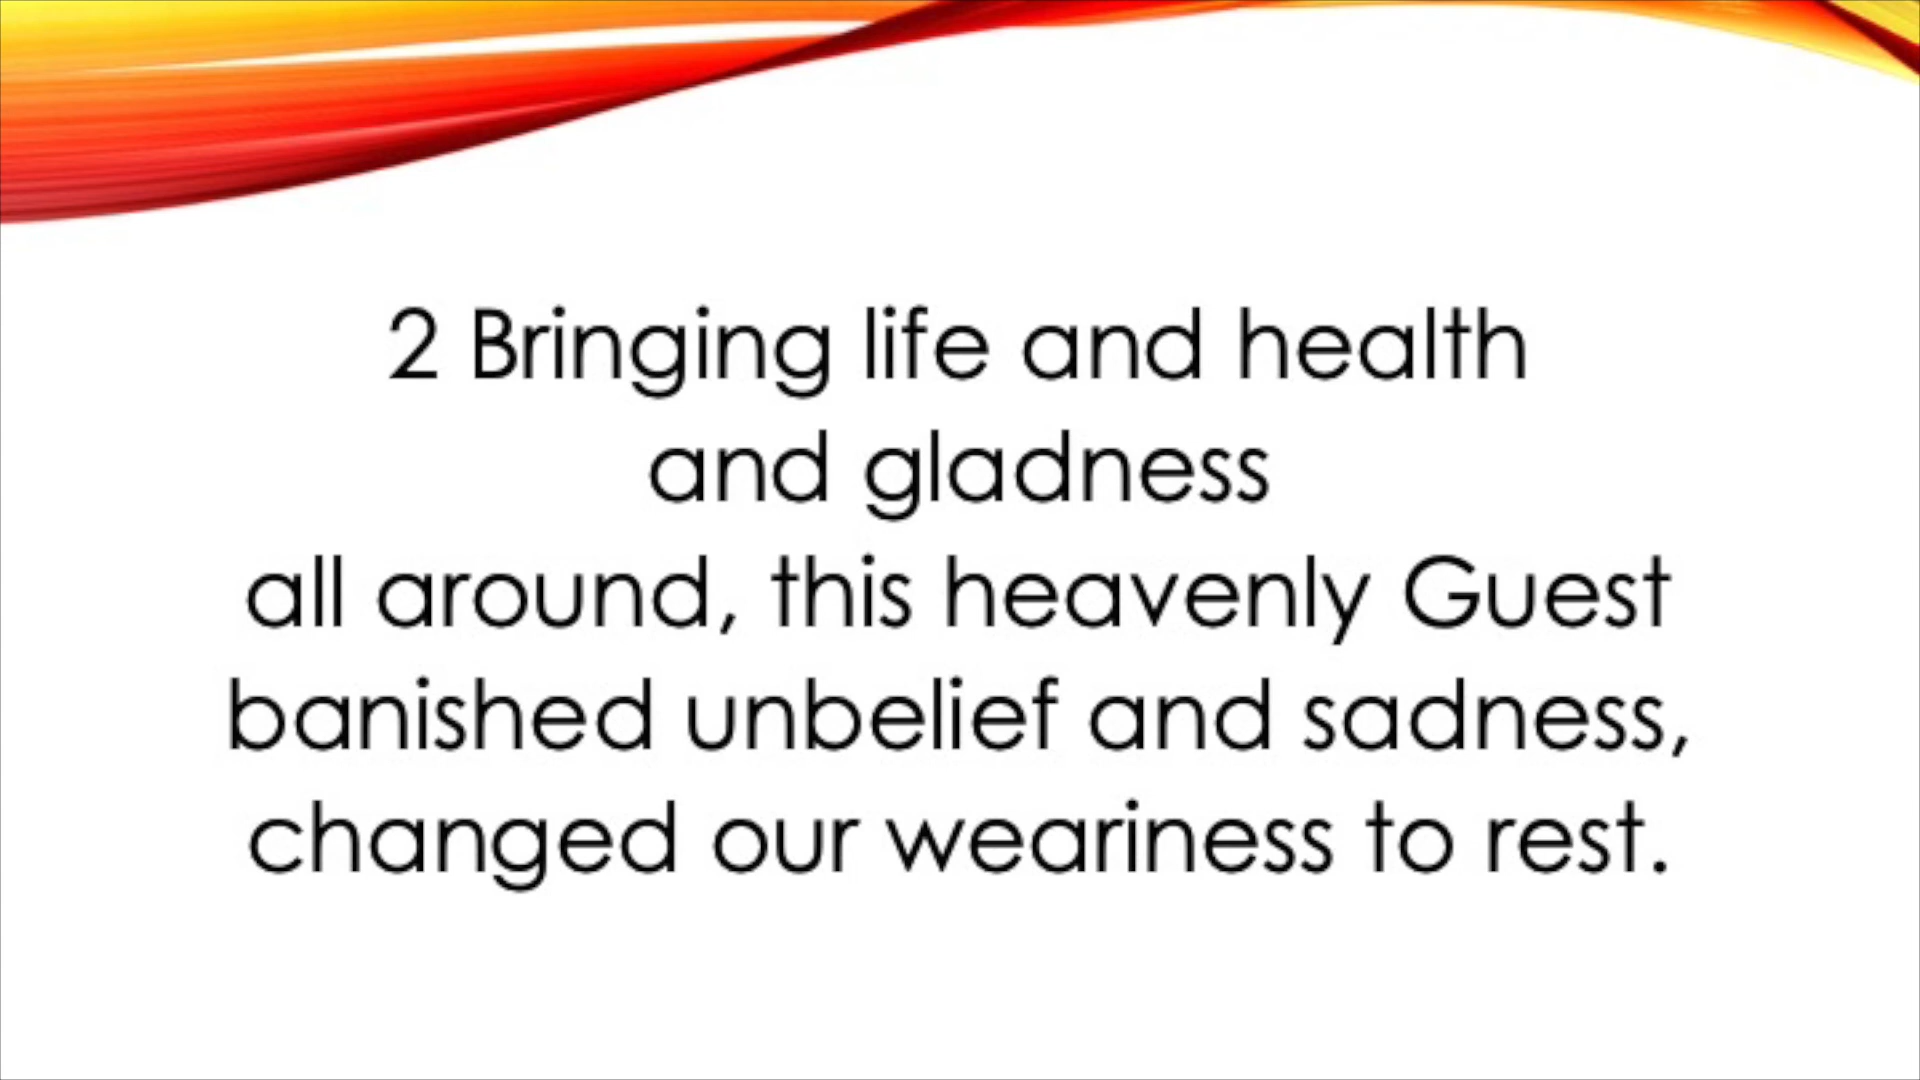 2 Bringing life and health
and gladness
all around, this heavenly Guest
banished unbelief and sadness,
changed our weariness to rest.